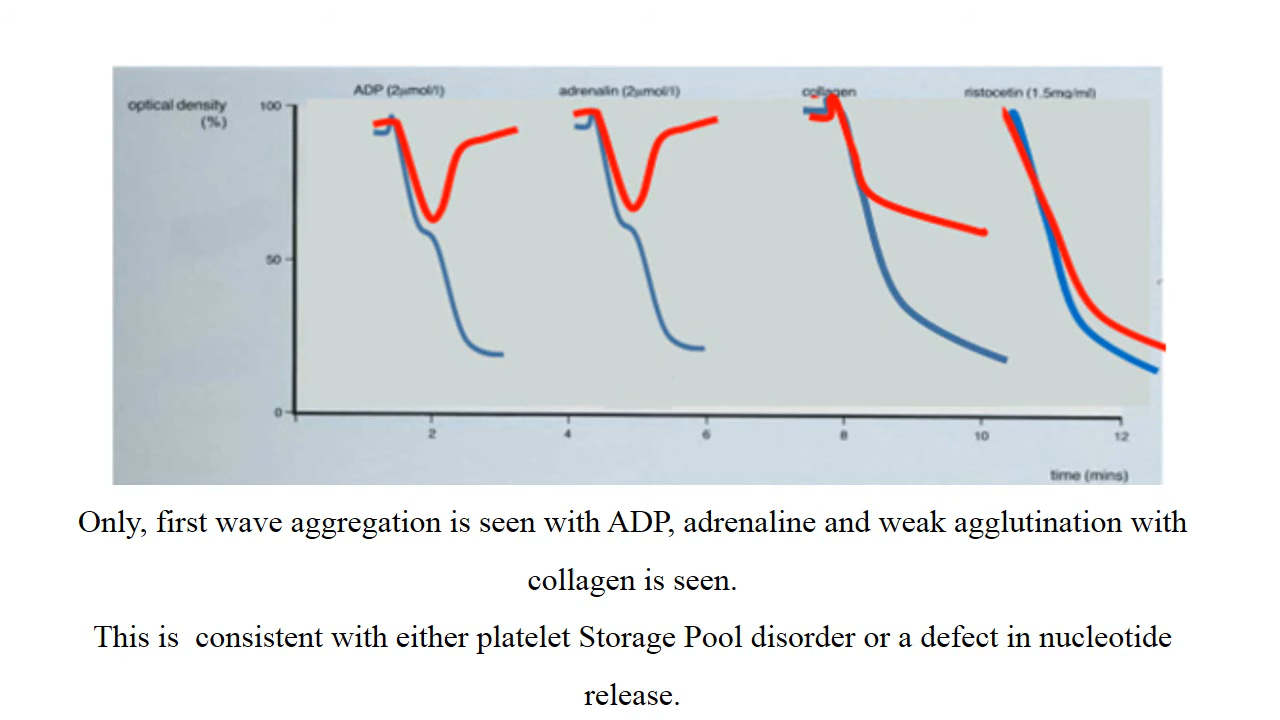 ADP (2µmol/l) adrenalin (2µmol/l) collagen ristocetin (1.5mg/ml)
optical density
(%)
100
50
0
2 4 6 8 10 12
time (mins)
Only, first wave aggregation is seen with ADP, adrenaline and weak agglutination with
collagen is seen.
This is  consistent with either platelet Storage Pool disorder or a defect in nucleotide
release.